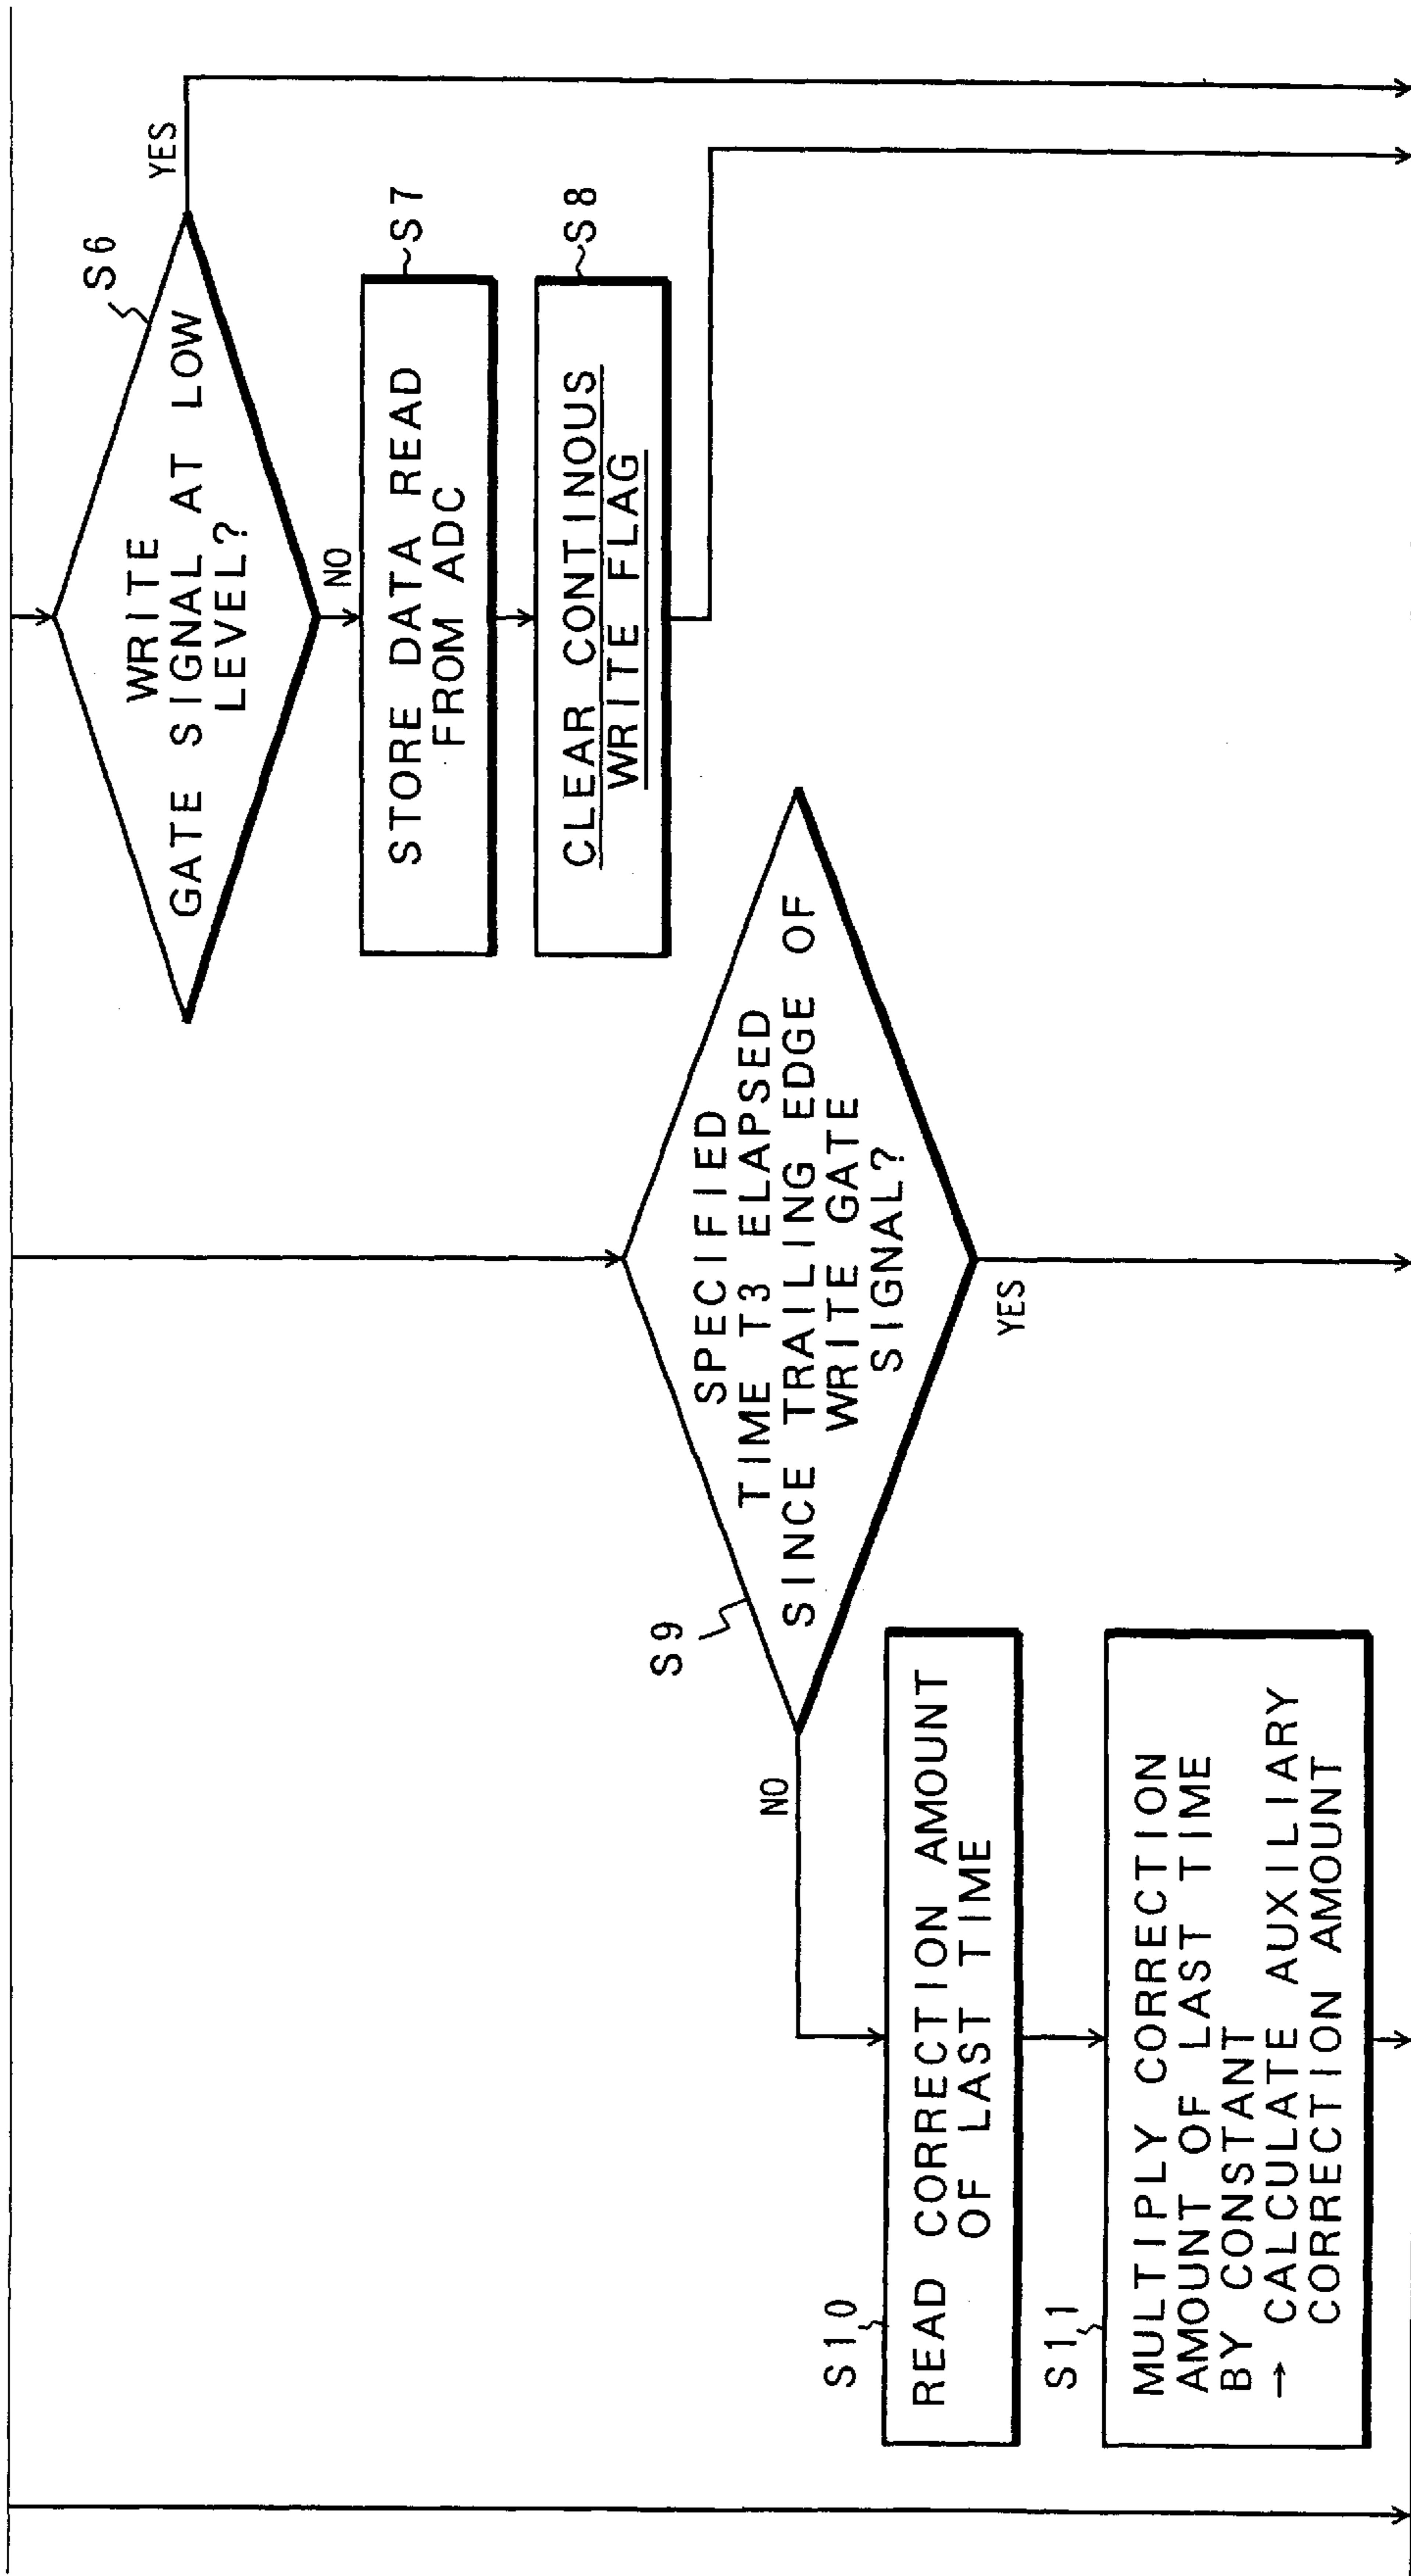 S6
WRITE
GATE SIGNAL AT LOW
LEVEL?
YES
NO
STORE DATA READ
FROM ADC
S7
CLEAR CONTINOUS
WRITE FLAG
S8
S9
SPECIFIED
TIME T3 ELAPSED
SINCE TRAILING EDGE OF
WRITE GATE
SIGNAL?
NO
YES
S10
READ CORRECTION AMOUNT
OF LAST TIME
S11
MULTIPLY CORRECTION
AMOUNT OF LAST TIME
BY CONSTANT
→ CALCULATE AUXILIARY
CORRECTION AMOUNT